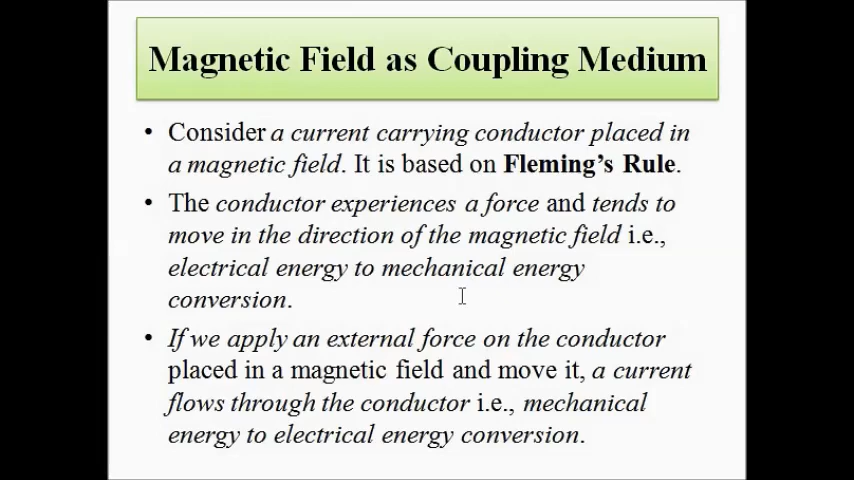 Magnetic Field as Coupling Medium
• Consider a current carrying conductor placed in
a magnetic field. It is based on Fleming's Rule.
• The conductor experiences a force and tends to
move in the direction of the magnetic field i.e.,
electrical energy to mechanical energy
conversion.
• If we apply an external force on the conductor
placed in a magnetic field and move it, a current
flows through the conductor i.e., mechanical
energy to electrical energy conversion.